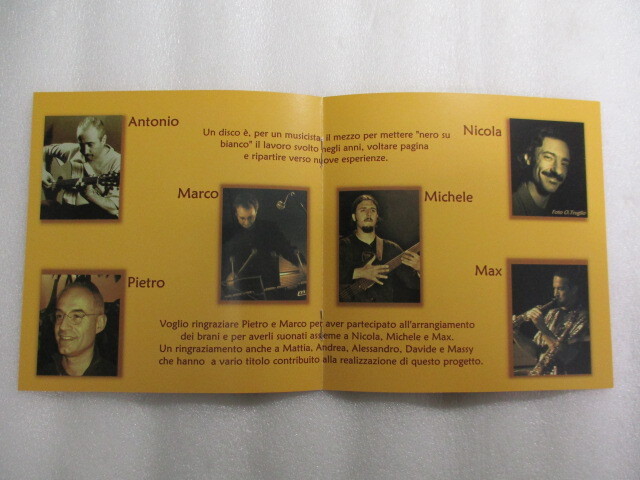 Antonio
Un disco è, per un musicista, il mezzo per mettere "nero su
bianco" il lavoro svolto negli anni, voltare pagina
e ripartire verso nuove esperienze.
Nicola
Foto G.Fruglio
Marco
Michele
Pietro
Max
Voglio ringraziare Pietro e Marco per aver partecipato all'arrangiamento
dei brani e per averli suonati assieme a Nicola, Michele e Max.
Un ringraziamento anche a Mattia, Andrea, Alessandro, Davide e Massy
che hanno a vario titolo contribuito alla realizzazione di questo progetto.